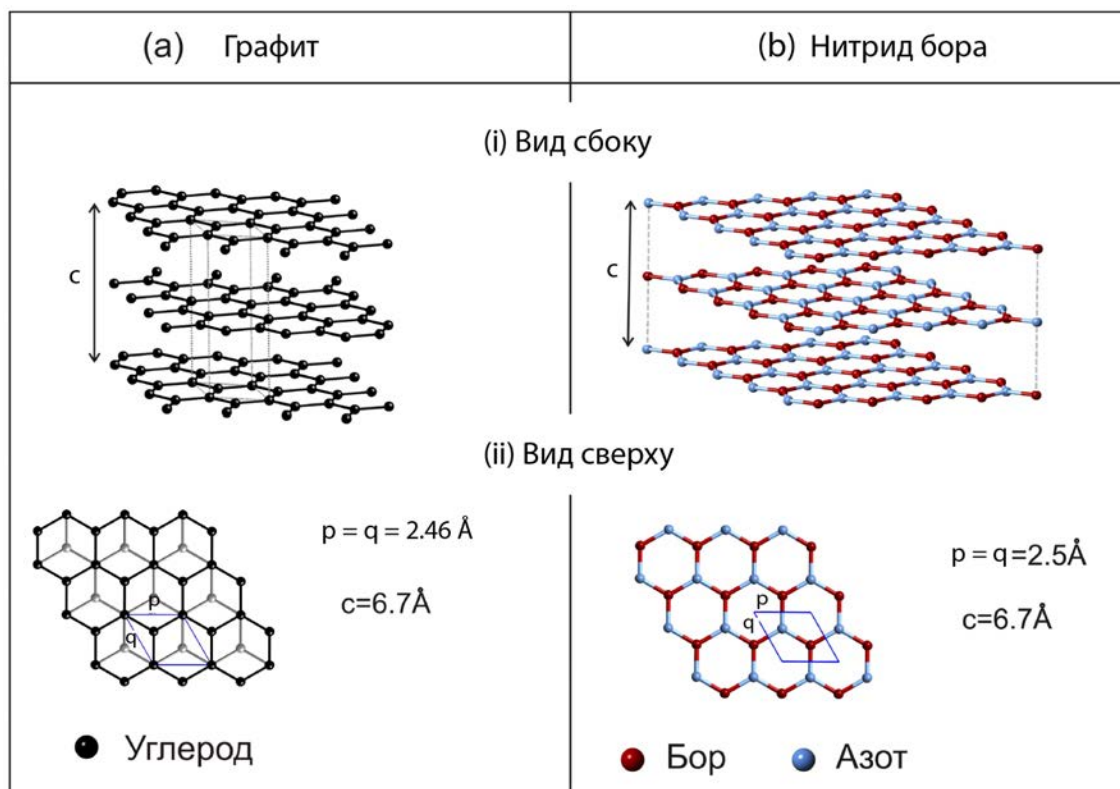 (a) Графит
(b) Нитрид бора
(i) Вид сбоку
c
c
(ii) Вид сверху
p = q = 2.46 Å
c=6.7Å
p
q
p = q =2.5Å
c=6.7Å
p
q
Углерод
Бор
Азот